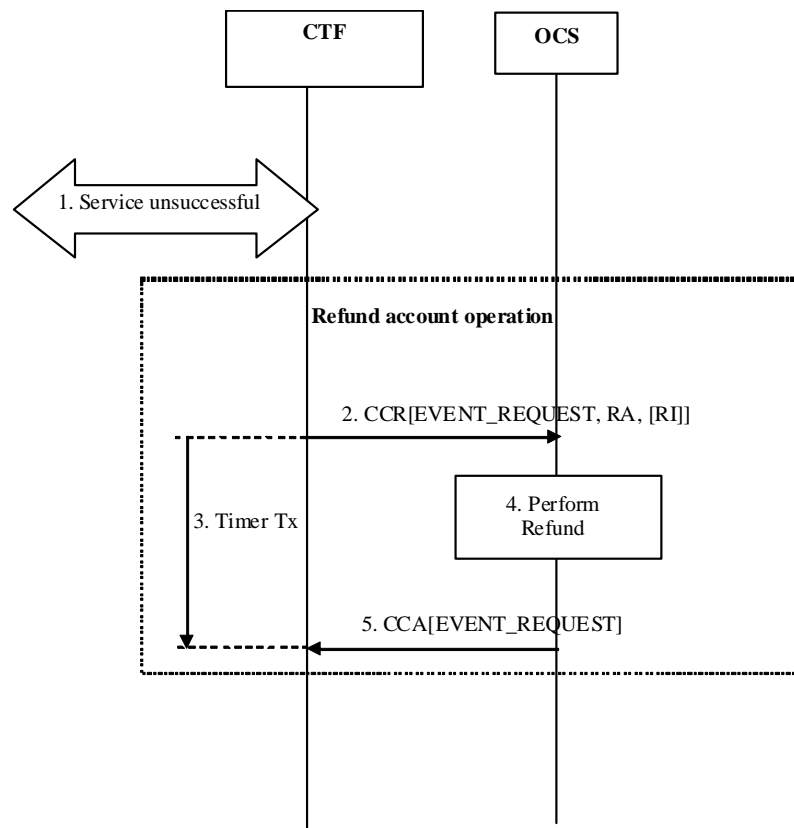 CTF
OCS
1. Service unsuccessful
Refund account operation
2. CCR[EVENT_REQUEST, RA, [RI]]
3. Timer Tx
4. Perform
Refund
5. CCA[EVENT_REQUEST]